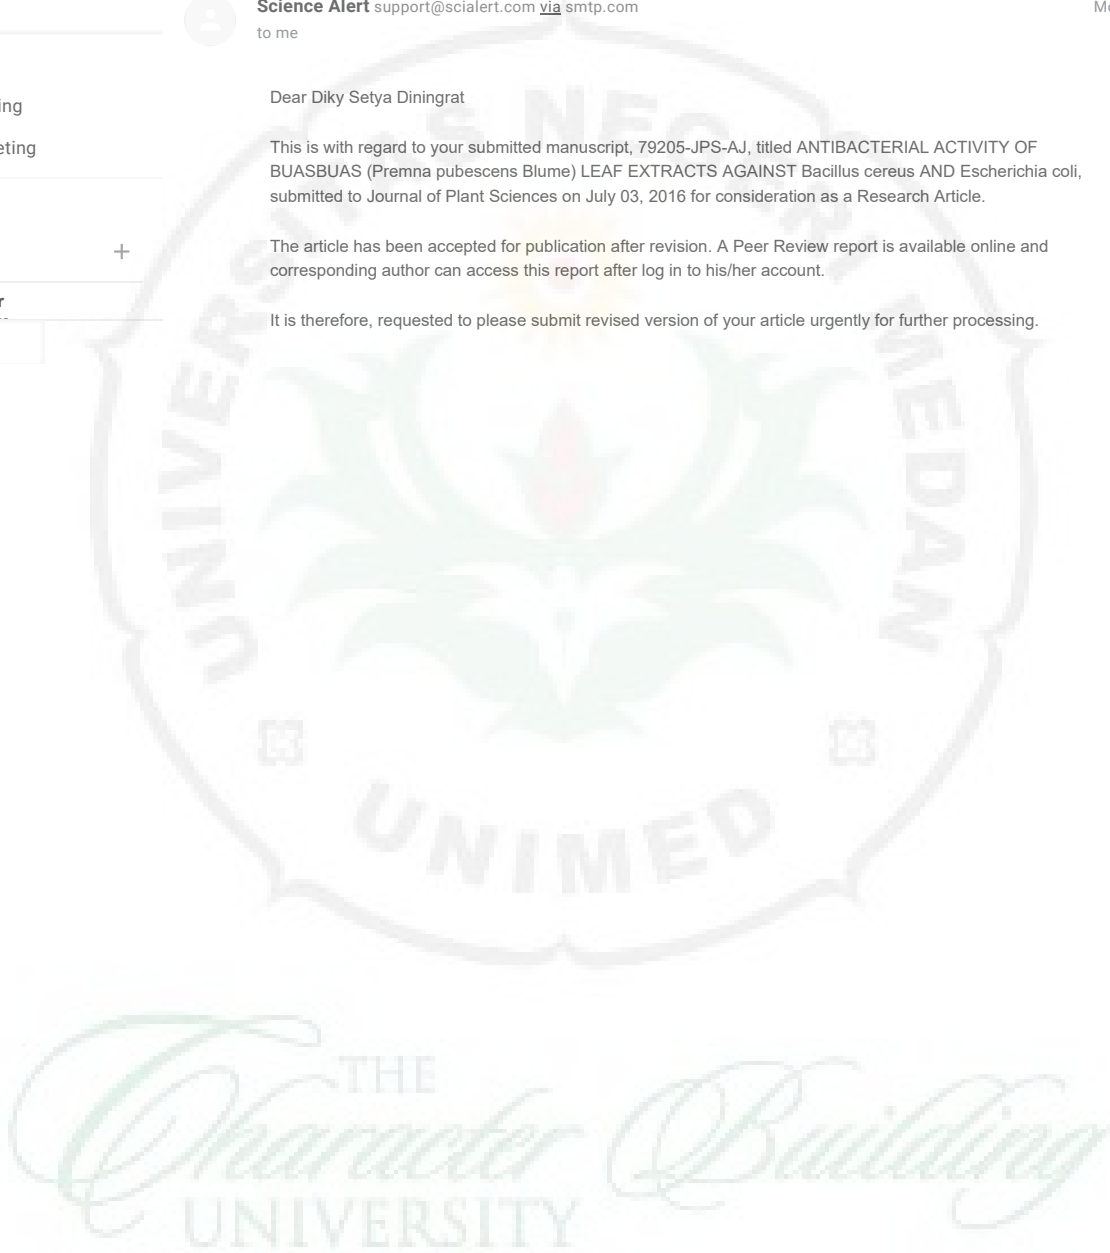 Science Alert support@scialert.com via smtp.com
to me
ing
eting
+
r
Dear Diky Setya Diningrat
This is with regard to your submitted manuscript, 79205-JPS-AJ, titled ANTIBACTERIAL ACTIVITY OF
BUASBUAS (Premna pubescens Blume) LEAF EXTRACTS AGAINST Bacillus cereus AND Escherichia coli,
submitted to Journal of Plant Sciences on July 03, 2016 for consideration as a Research Article.
The article has been accepted for publication after revision. A Peer Review report is available online and
corresponding author can access this report after log in to his/her account.
It is therefore, requested to please submit revised version of your article urgently for further processing.
UNIVERSITAS NEGERI MEDAN
UNIMED
THE
Character Building
UNIVERSITY